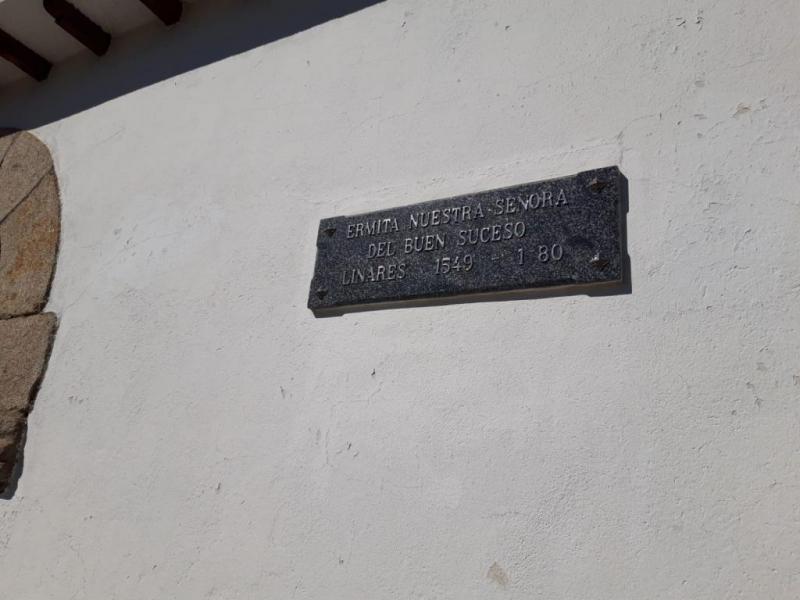 ERMITA NUESTRA SEÑORA
DEL BUEN SUCESO
LINARES 1549 - 1 80